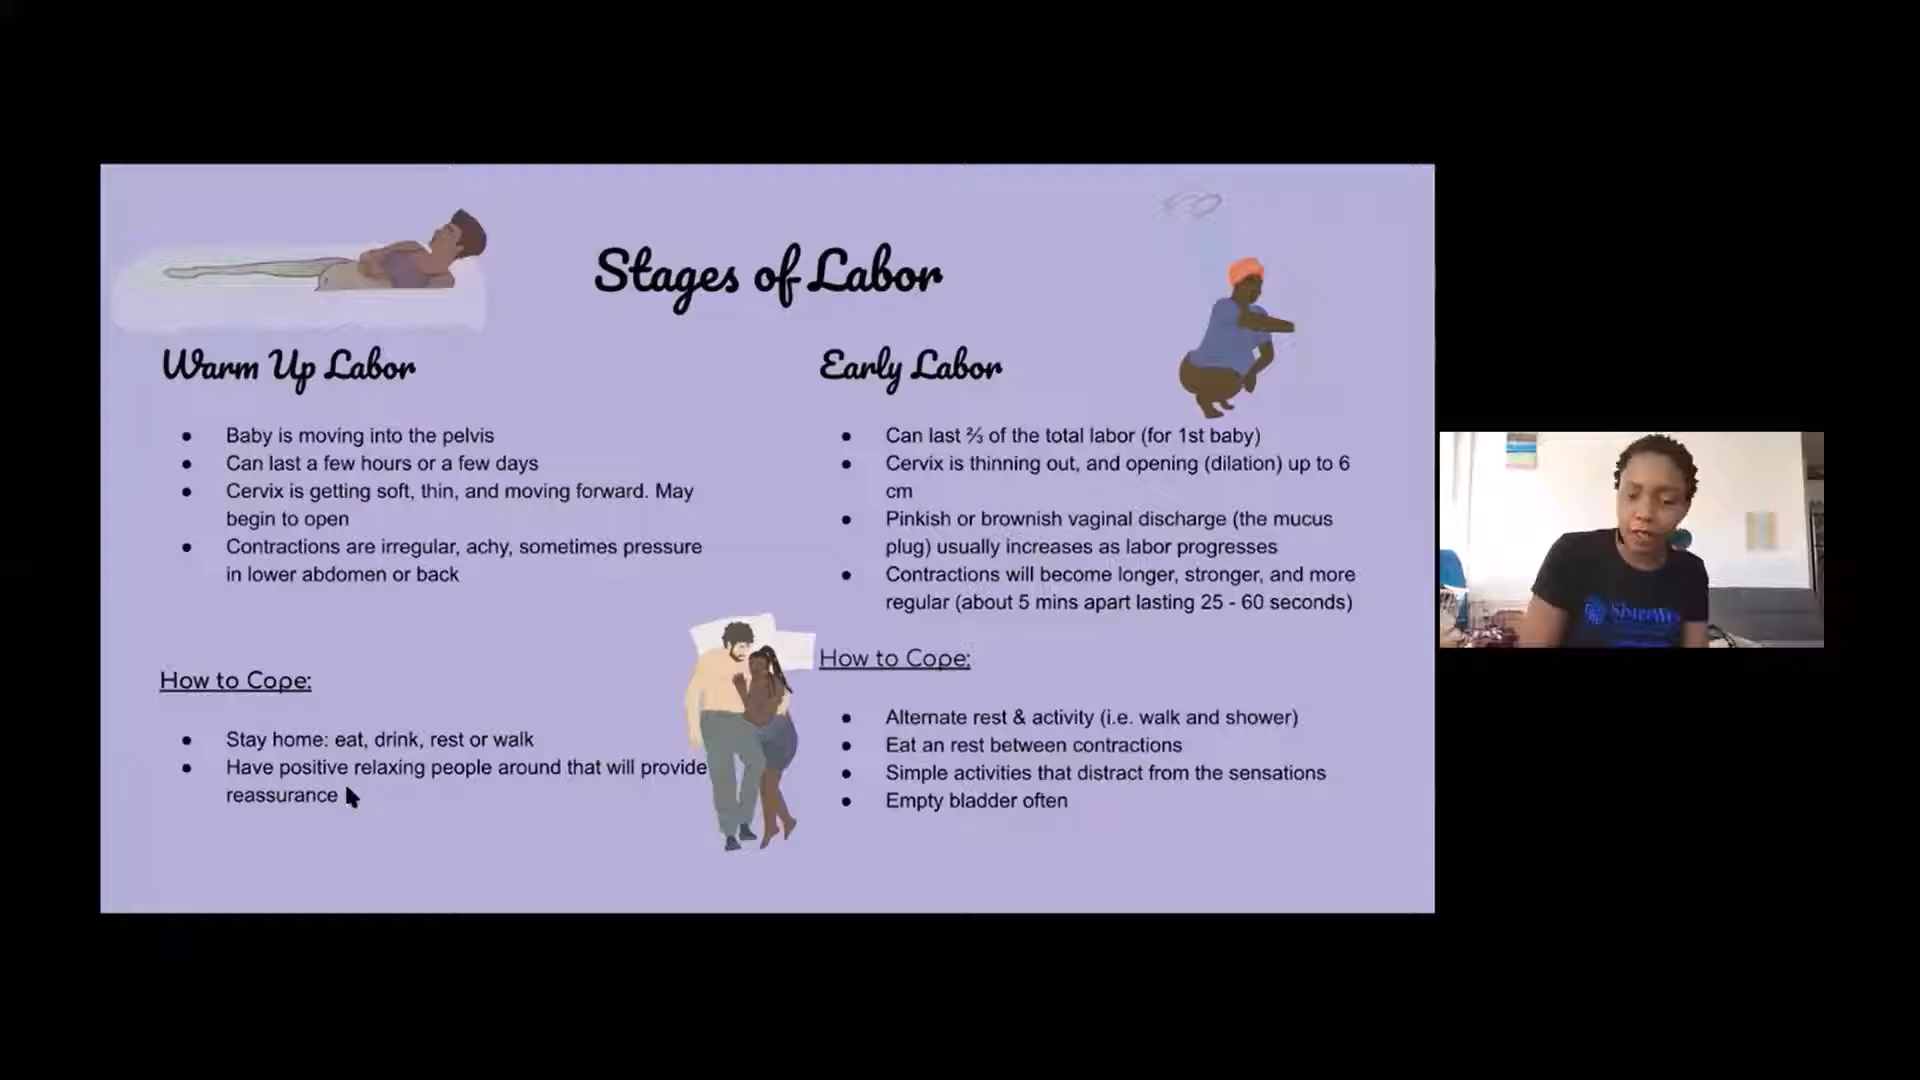 Stages of Labor
Warm Up Labor
Baby is moving into the pelvis
Can last a few hours or a few days
Cervix is getting soft, thin, and moving forward. May
begin to open
Contractions are irregular, achy, sometimes pressure
in lower abdomen or back
How to Cope:
Stay home: eat, drink, rest or walk
Have positive relaxing people around that will provide
reassurance
Early Labor
Can last ⅔ of the total labor (for 1st baby)
Cervix is thinning out, and opening (dilation) up to 6
cm
Pinkish or brownish vaginal discharge (the mucus
plug) usually increases as labor progresses
Contractions will become longer, stronger, and more
regular (about 5 mins apart lasting 25 - 60 seconds)
How to Cope:
Alternate rest & activity (i.e. walk and shower)
Eat an rest between contractions
Simple activities that distract from the sensations
Empty bladder often